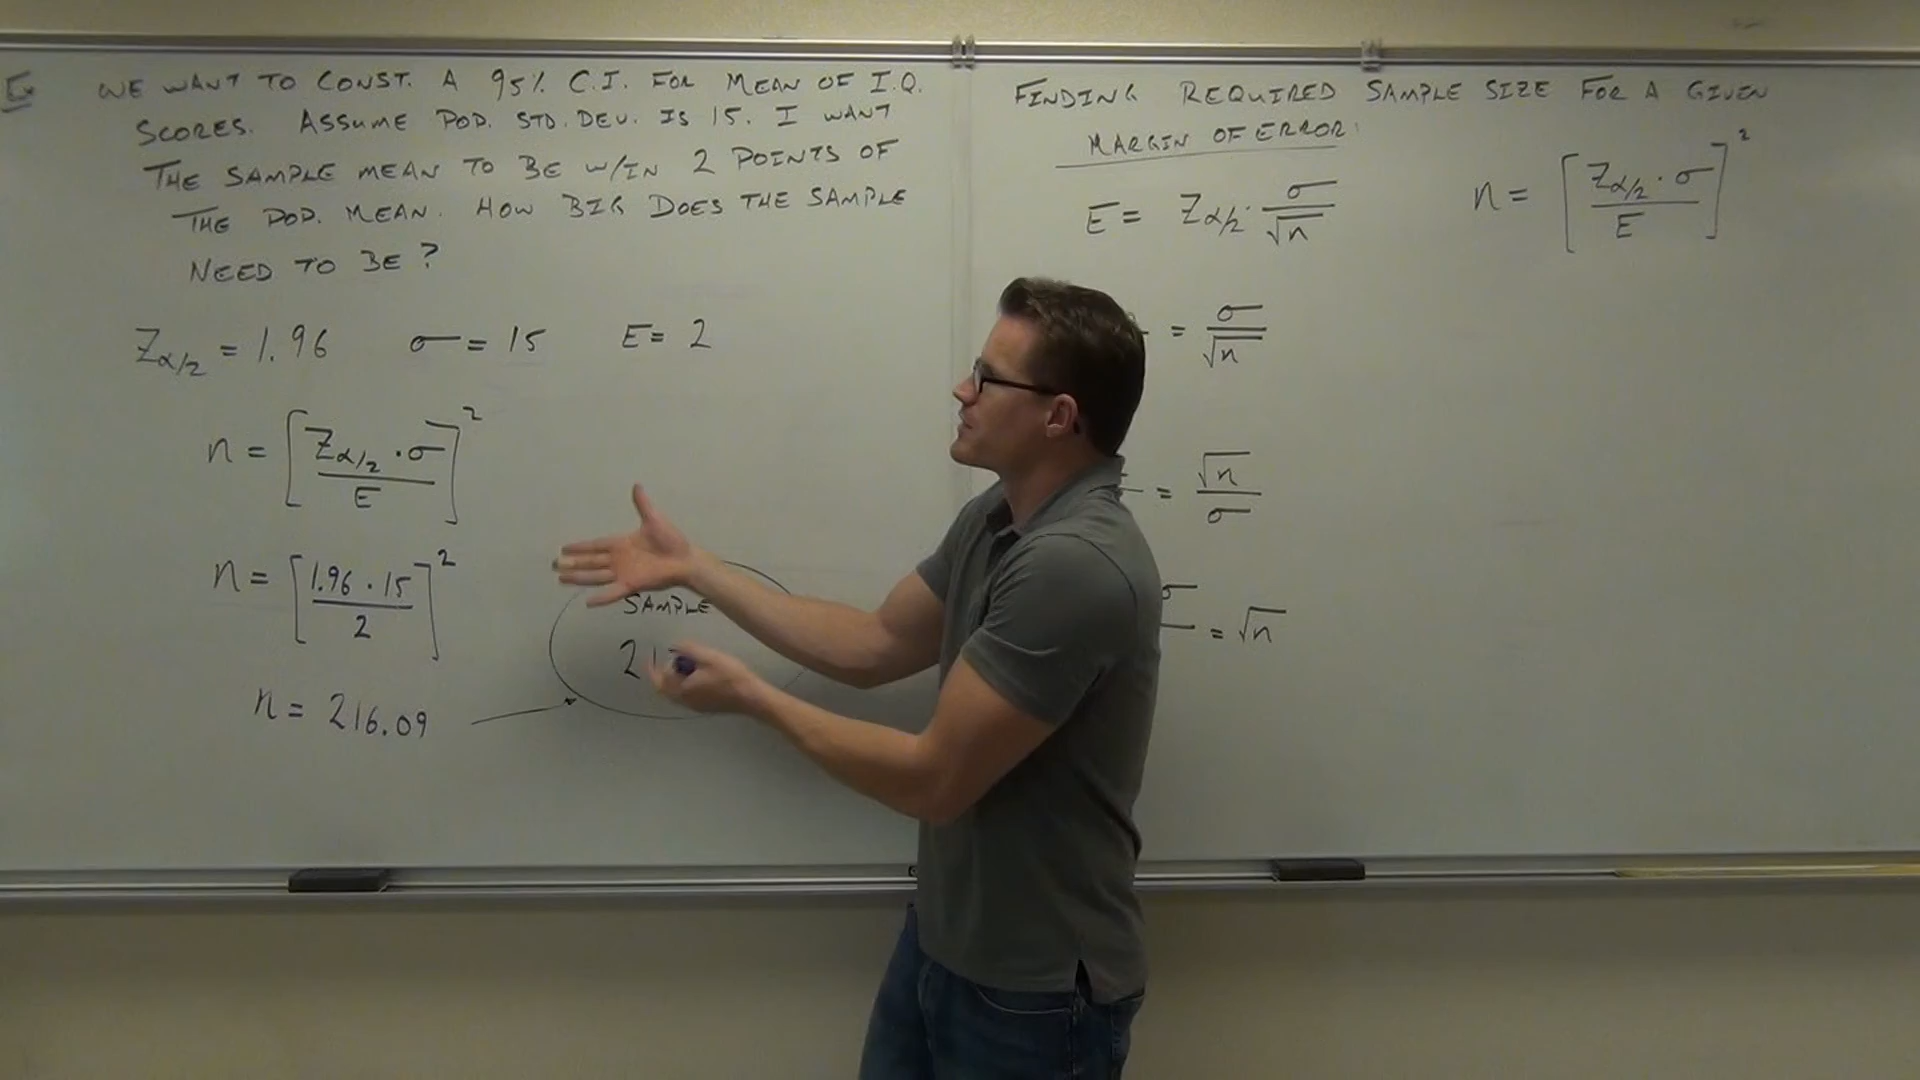 Ex WE WANT TO CONST. A 95% C.I. FOR MEAN OF I.Q.
SCORES. ASSUME POP. STD. DEV. IS 15. I WANT
THE SAMPLE MEAN TO BE W/IN 2 POINTS OF
THE POP. MEAN. HOW BIG DOES THE SAMPLE
NEED TO BE?
Zα/2 = 1.96 σ = 15 E = 2
n = [Zα/2 · σ / E]²
n = [1.96 · 15 / 2]²
n = 216.09
SAMPLE
FINDING REQUIRED SAMPLE SIZE FOR A GIVEN
MARGIN OF ERROR:
E = Zα/2 · σ/√n
= σ/√n
= √n/σ
= √n
n = [Zα/2 · σ / E]²